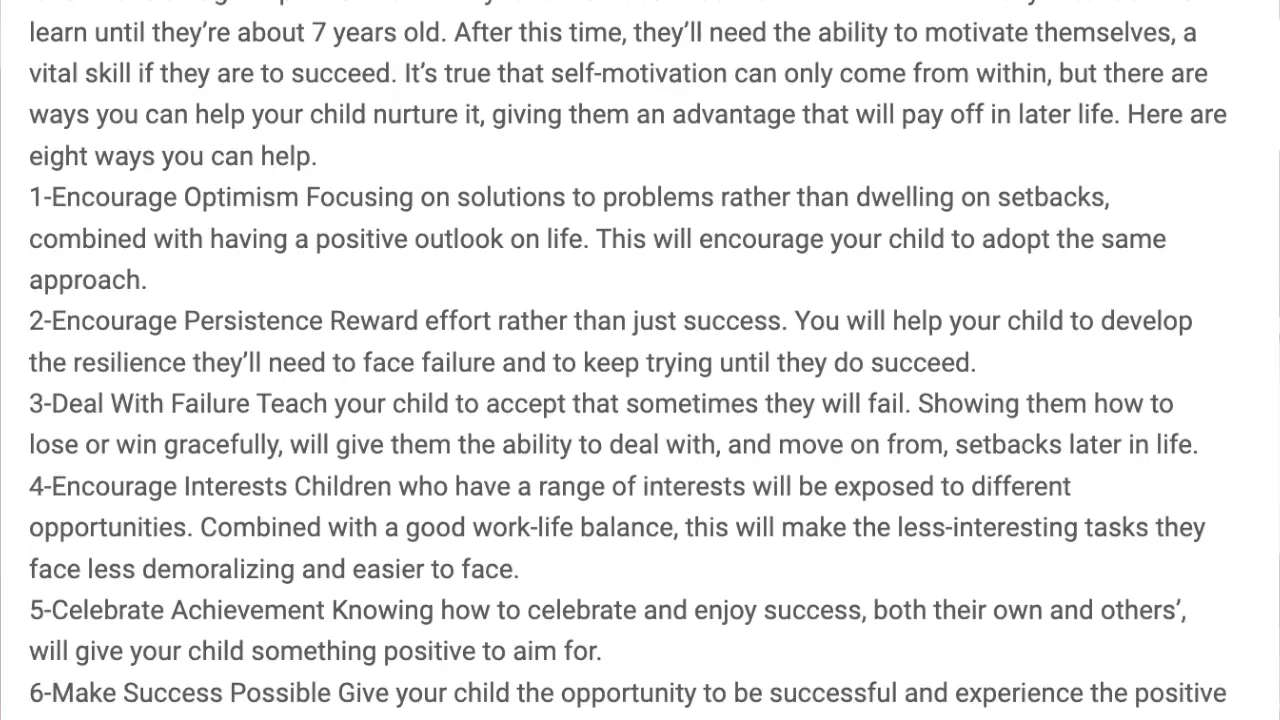 learn until they’re about 7 years old. After this time, they’ll need the ability to motivate themselves, a
vital skill if they are to succeed. It’s true that self-motivation can only come from within, but there are
ways you can help your child nurture it, giving them an advantage that will pay off in later life. Here are
eight ways you can help.
1-Encourage Optimism Focusing on solutions to problems rather than dwelling on setbacks,
combined with having a positive outlook on life. This will encourage your child to adopt the same
approach.
2-Encourage Persistence Reward effort rather than just success. You will help your child to develop
the resilience they’ll need to face failure and to keep trying until they do succeed.
3-Deal With Failure Teach your child to accept that sometimes they will fail. Showing them how to
lose or win gracefully, will give them the ability to deal with, and move on from, setbacks later in life.
4-Encourage Interests Children who have a range of interests will be exposed to different
opportunities. Combined with a good work-life balance, this will make the less-interesting tasks they
face less demoralizing and easier to face.
5-Celebrate Achievement Knowing how to celebrate and enjoy success, both their own and others’,
will give your child something positive to aim for.
6-Make Success Possible Give your child the opportunity to be successful and experience the positive